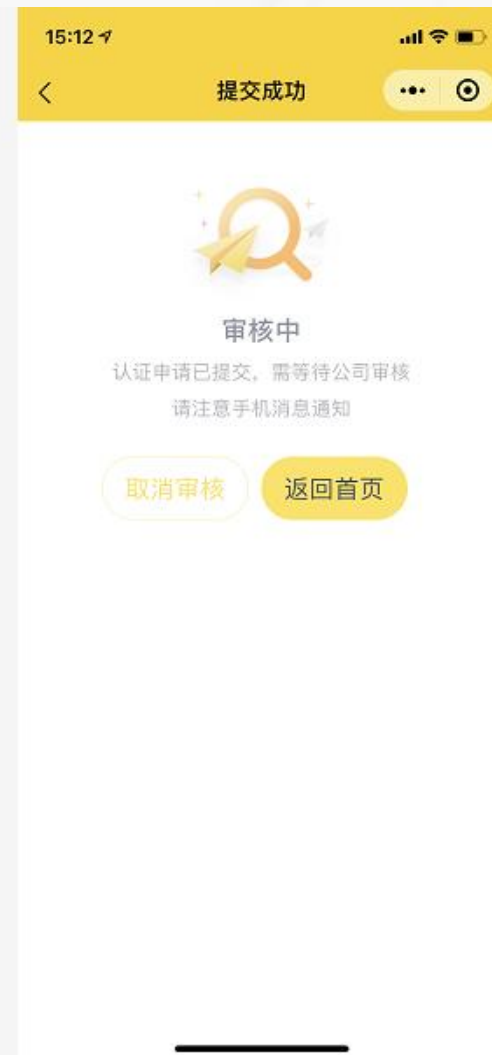 15:12
提交成功
审核中
认证申请已提交，需等待公司审核
请注意手机消息通知
取消审核
返回首页